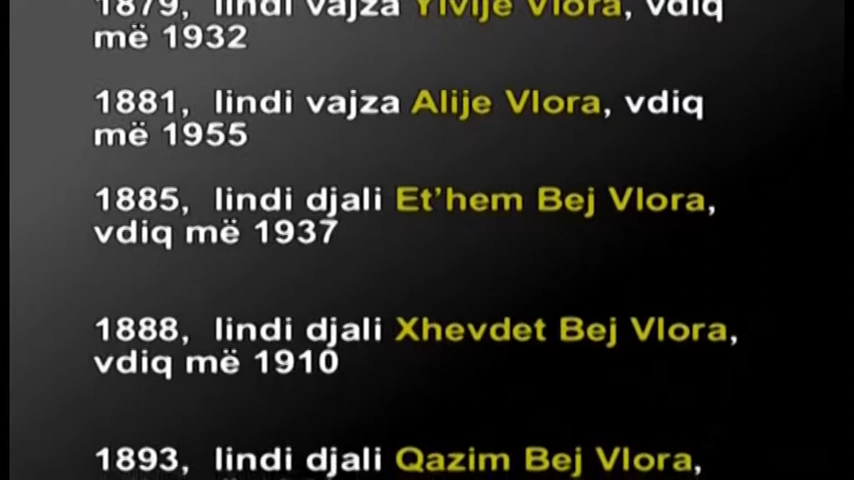 1879, lindi vajza Ylvije Vlora, vdiq
më 1932
1881, lindi vajza Alije Vlora, vdiq
më 1955
1885, lindi djali Et'hem Bej Vlora,
vdiq më 1937
1888, lindi djali Xhevdet Bej Vlora,
vdiq më 1910
1893, lindi djali Qazim Bej Vlora,